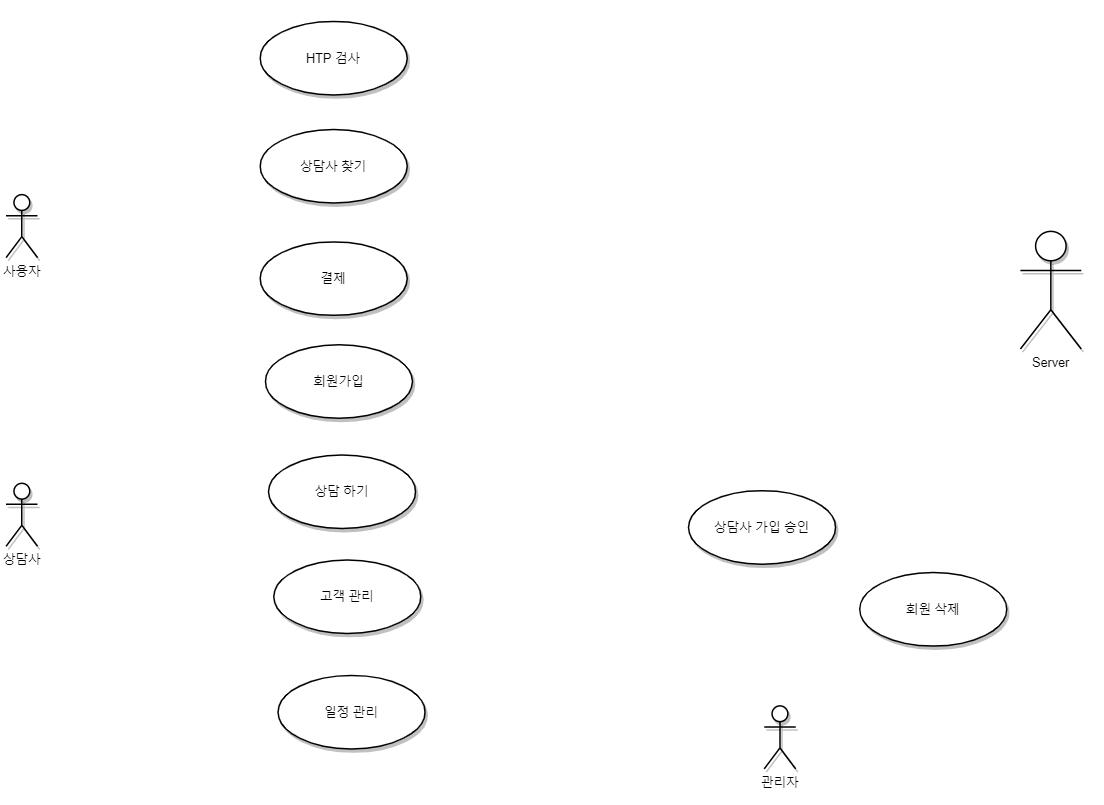 HTP 검사
상담사 찾기
사용자
결제
Server
회원가입
상담 하기
상담사 가입 승인
상담사
고객 관리
회원 삭제
일정 관리
관리자